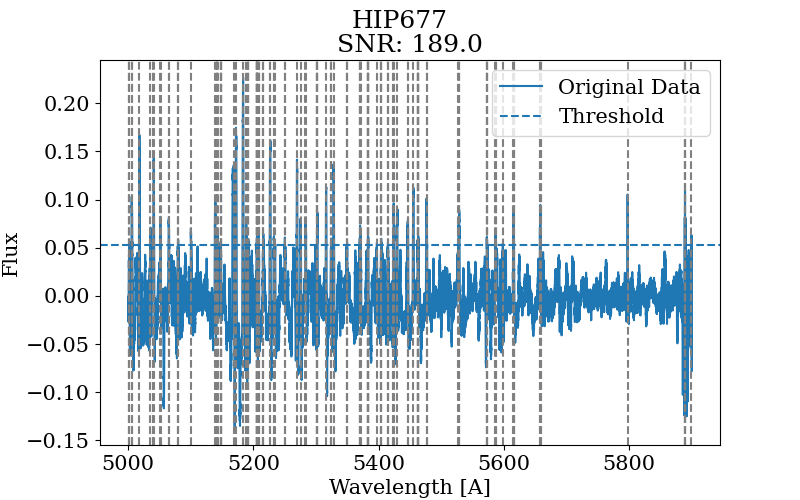 HIP677
SNR: 189.0
Original Data
Threshold
Flux
0.20
0.15
0.10
0.05
0.00
−0.05
−0.10
−0.15
5000 5200 5400 5600 5800
Wavelength [A]